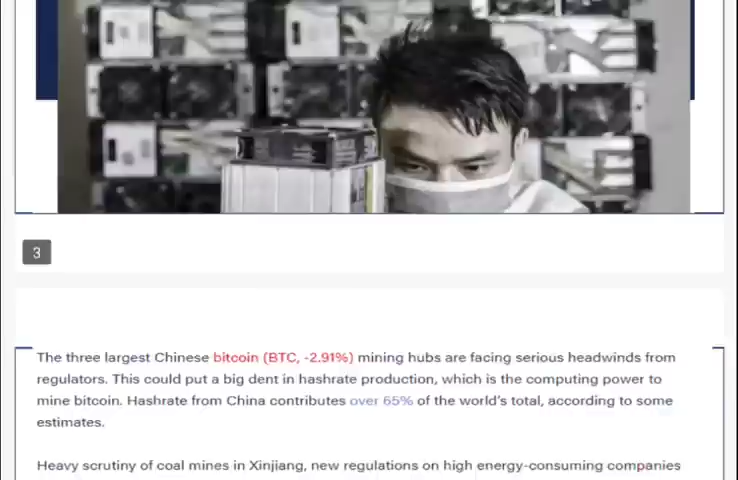 3
The three largest Chinese bitcoin (BTC, -2.91%) mining hubs are facing serious headwinds from
regulators. This could put a big dent in hashrate production, which is the computing power to
mine bitcoin. Hashrate from China contributes over 65% of the world's total, according to some
estimates.
Heavy scrutiny of coal mines in Xinjiang, new regulations on high energy-consuming companies